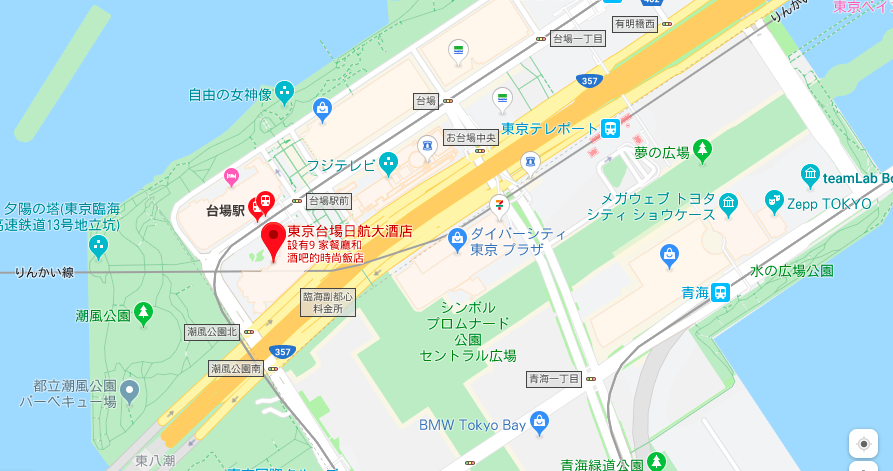 東京ベイ
りんかい
482
有明橋西
台場一丁目
357
自由の女神像
台場
お台場中央
東京テレポート
フジテレビ
夢の広場
台場駅前
台場駅
teamLab Bo
Zepp TOKYO
メガウェブ トヨタ
シティ ショウケース
夕陽の塔(東京臨海
高速鉄道13号地立坑)
東京台場日航大酒店
設有9 家餐廳和
酒吧的時尚飯店
7
ダイバーシティ
東京 プラザ
りんかい線
水の広場公園
青海
臨海副都心
料金所
潮風公園
シンボル
プロムナード
公園
セントラル広場
潮風公園北
357
潮風公園南
青海一丁目
都立潮風公園
バーベキュー場
BMW Tokyo Bay
東八潮
青海緑道公園